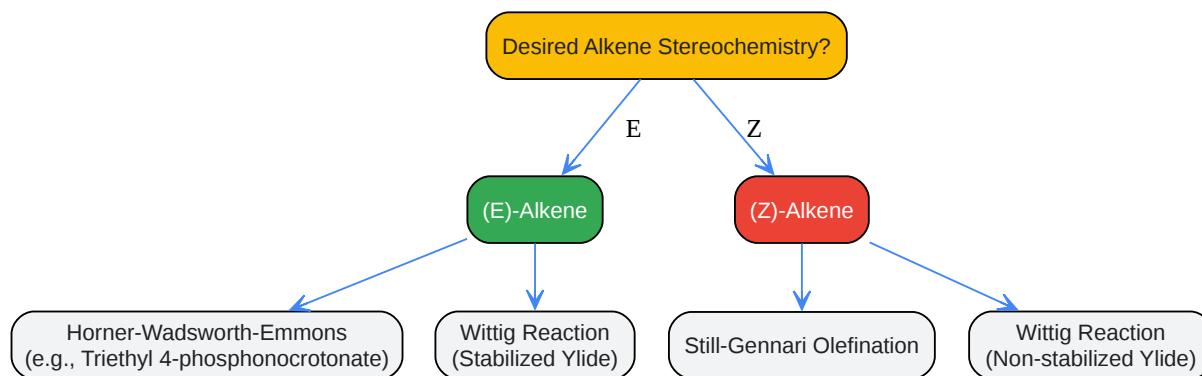 Desired Alkene Stereochemistry?
E
Z
(E)-Alkene
(Z)-Alkene
Horner-Wadsworth-Emmons
(e.g., Triethyl 4-phosphonocrotonate)
Wittig Reaction
(Stabilized Ylide)
Still-Gennari Olefination
Wittig Reaction
(Non-stabilized Ylide)